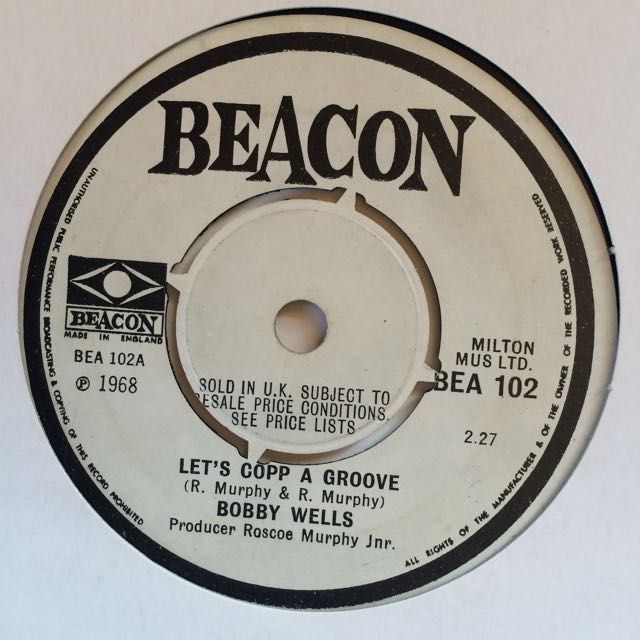 BEACON
UNAUTHORISED PUBLIC PERFORMANCE BROADCASTING & COPYING OF THIS RECORD PROHIBITED
ALL RIGHTS OF THE MANUFACTURER & OF THE OWNER OF THE RECORDED WORK RESERVED
BEACON
MADE IN ENGLAND
BEA 102A
℗ 1968
MILTON
MUS LTD.
BEA 102
2.27
SOLD IN U.K. SUBJECT TO
RESALE PRICE CONDITIONS,
SEE PRICE LISTS
LET'S COPP A GROOVE
(R. Murphy & R. Murphy)
BOBBY WELLS
Producer Roscoe Murphy Jnr.